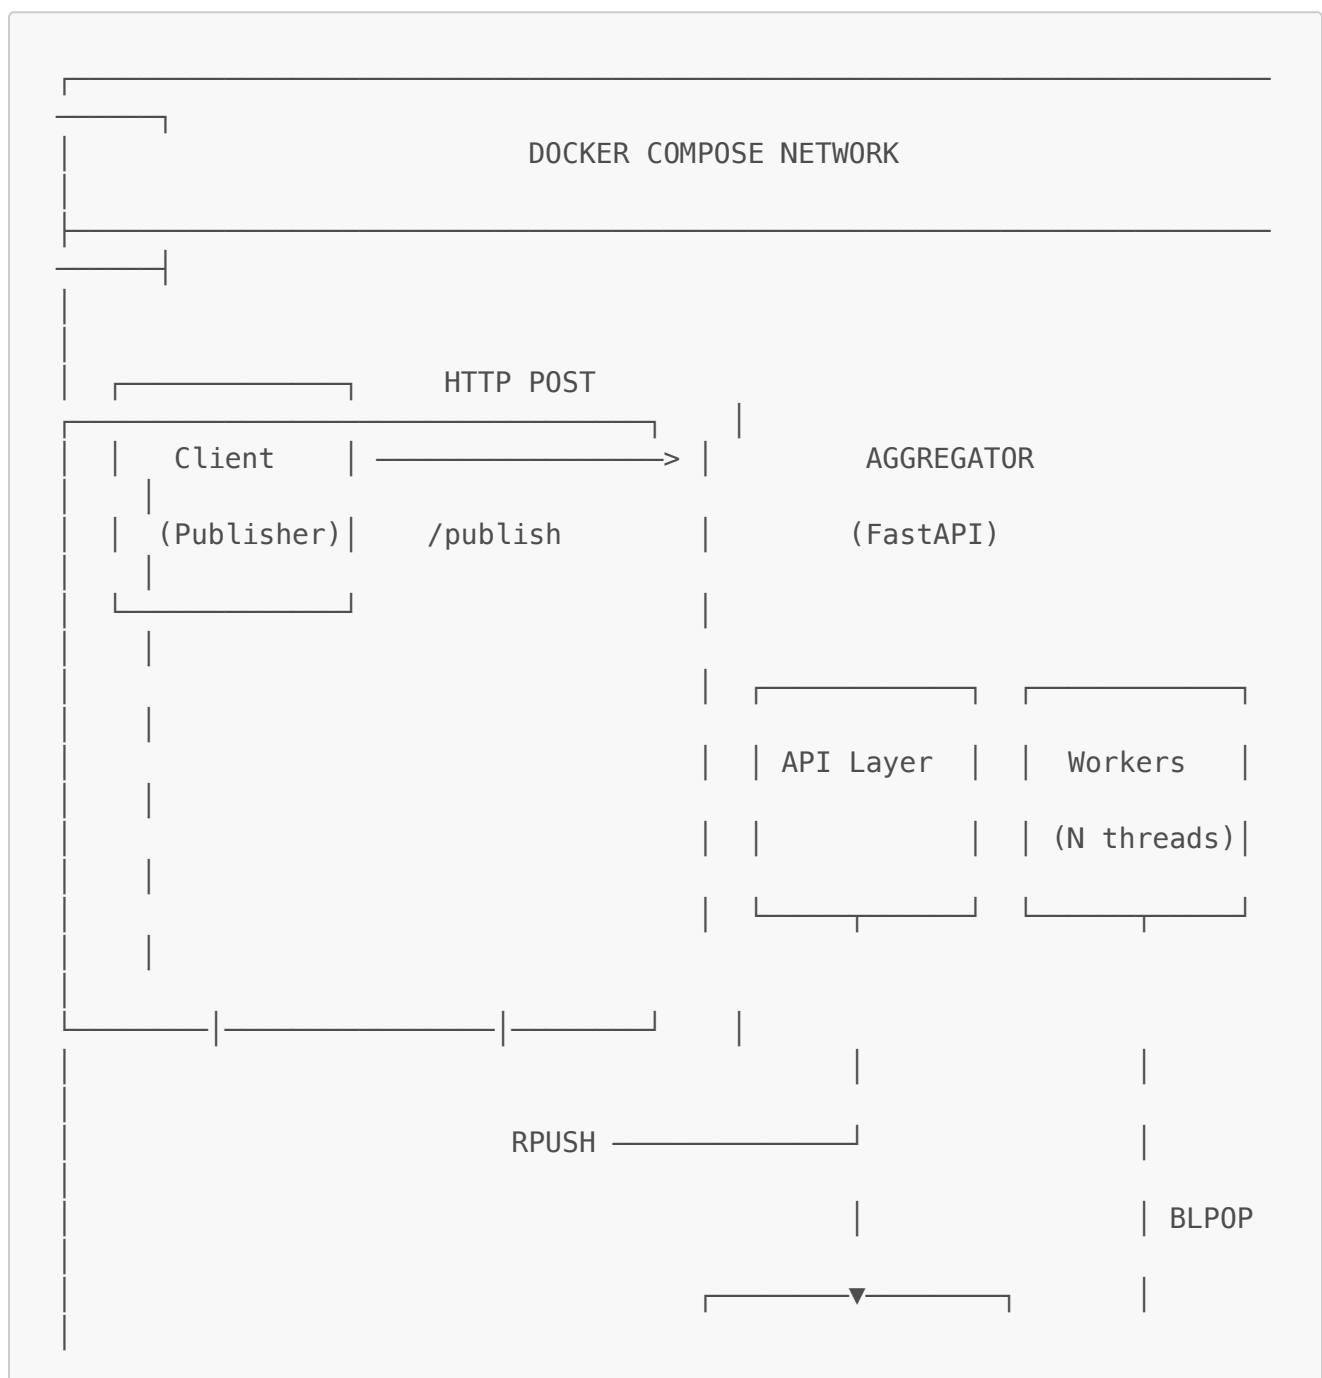 DOCKER COMPOSE NETWORK
HTTP POST
Client > AGGREGATOR
(Publisher) /publish (FastAPI)
API Layer Workers
(N threads)
RPUSH
BLPOP
▼